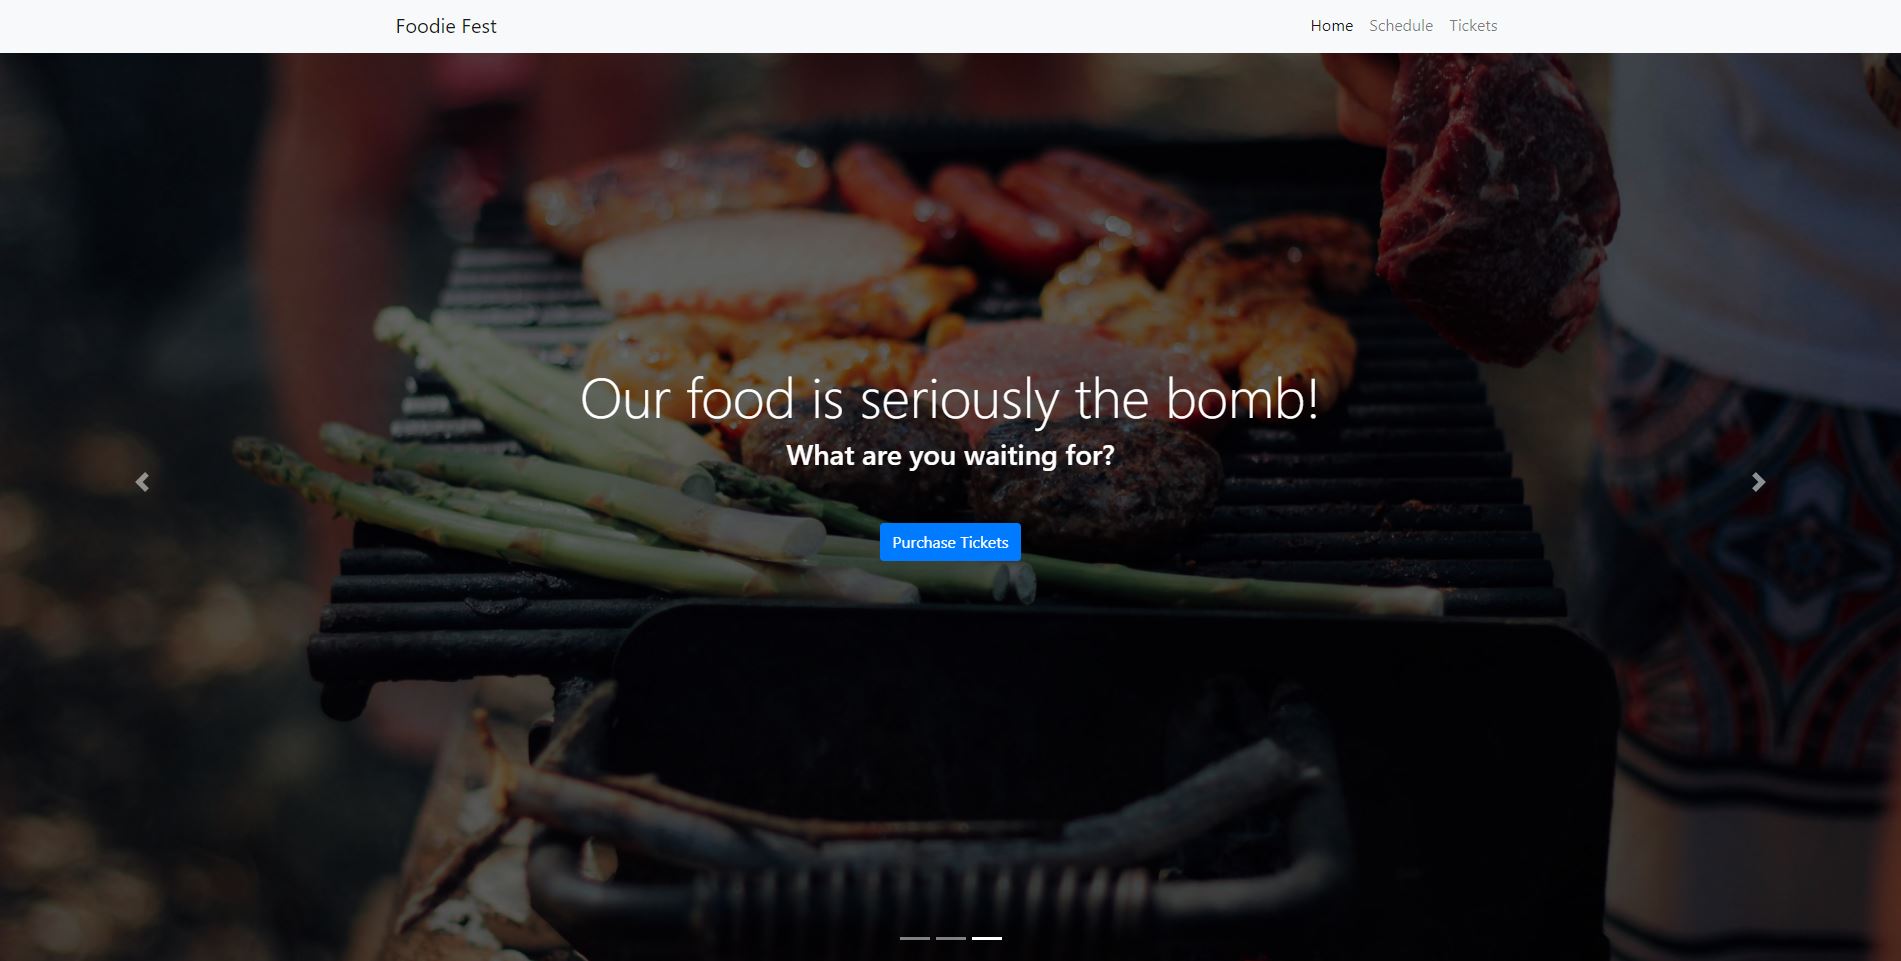 Foodie Fest
Home Schedule Tickets
Our food is seriously the bomb!
What are you waiting for?
Purchase Tickets